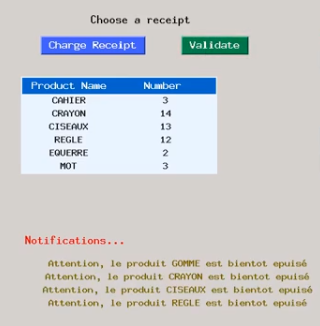 Choose a receipt
Charge Receipt Validate
Product Name Number
CAHIER 3
CRAYON 14
CISEAUX 13
REGLE 12
EQUERRE 2
MOT 3
Notifications...
Attention, le produit GOMME est bientot epuisé
Attention, le produit CRAYON est bientot epuisé
Attention, le produit CISEAUX est bientot epuisé
Attention, le produit REGLE est bientot epuisé